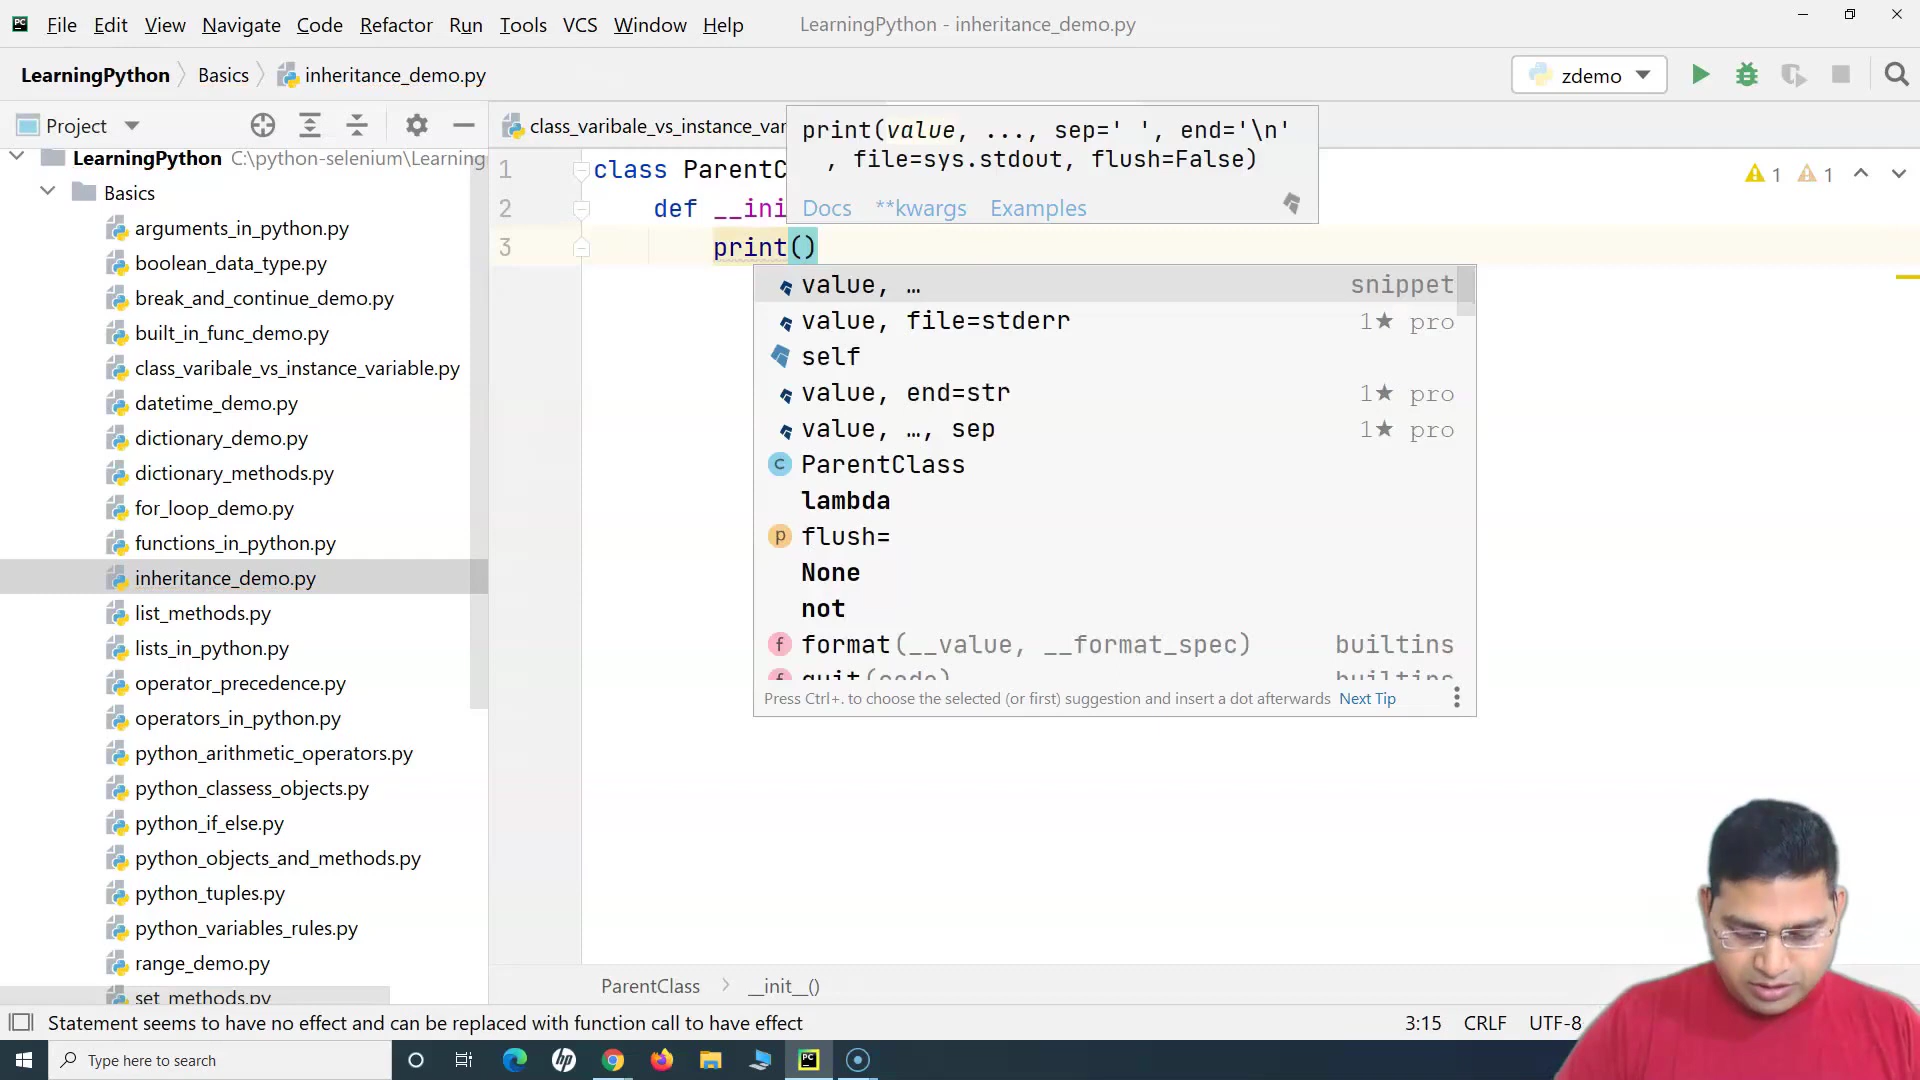 File Edit View Navigate Code Refactor Run Tools VCS Window Help LearningPython - inheritance_demo.py
LearningPython Basics inheritance_demo.py zdemo
Project
class_varibale_vs_instance_var
print(value, ..., sep=' ', end='\n'
, file=sys.stdout, flush=False)
Docs **kwargs Examples
LearningPython C:\python-selenium\Learning
Basics
arguments_in_python.py
boolean_data_type.py
break_and_continue_demo.py
built_in_func_demo.py
class_varibale_vs_instance_variable.py
datetime_demo.py
dictionary_demo.py
dictionary_methods.py
for_loop_demo.py
functions_in_python.py
inheritance_demo.py
list_methods.py
lists_in_python.py
operator_precedence.py
operators_in_python.py
python_arithmetic_operators.py
python_classess_objects.py
python_if_else.py
python_objects_and_methods.py
python_tuples.py
python_variables_rules.py
range_demo.py
set_methods.py
1 class ParentC
2 def __ini
3 print()
1 1
value, … snippet
value, file=stderr 1★ pro
self
value, end=str 1★ pro
value, …, sep 1★ pro
ParentClass
lambda
flush=
None
not
format(__value, __format_spec) builtins
quit(code) builtins
Press Ctrl+. to choose the selected (or first) suggestion and insert a dot afterwards Next Tip
ParentClass __init__()
Statement seems to have no effect and can be replaced with function call to have effect 3:15 CRLF UTF-8
Type here to search